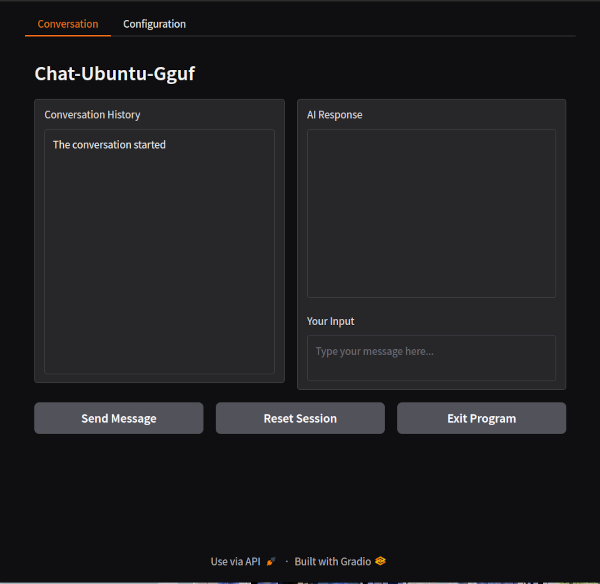 Conversation
Configuration
Chat-Ubuntu-Gguf
Conversation History
The conversation started
AI Response
Your Input
Type your message here...
Send Message
Reset Session
Exit Program
Use via API · Built with Gradio